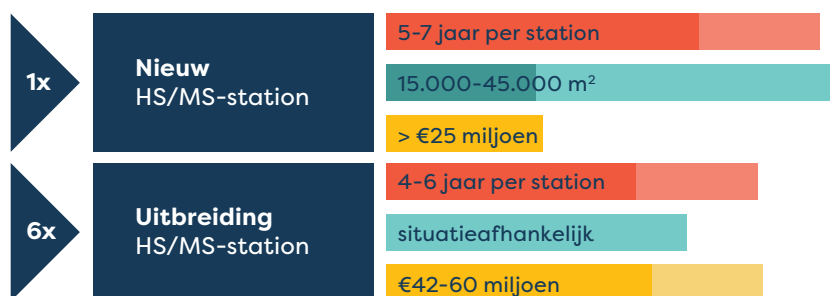 1x
Nieuw
HS/MS-station
5-7 jaar per station
15.000-45.000 m²
> €25 miljoen
6x
Uitbreiding
HS/MS-station
4-6 jaar per station
situatieafhankelijk
€42-60 miljoen